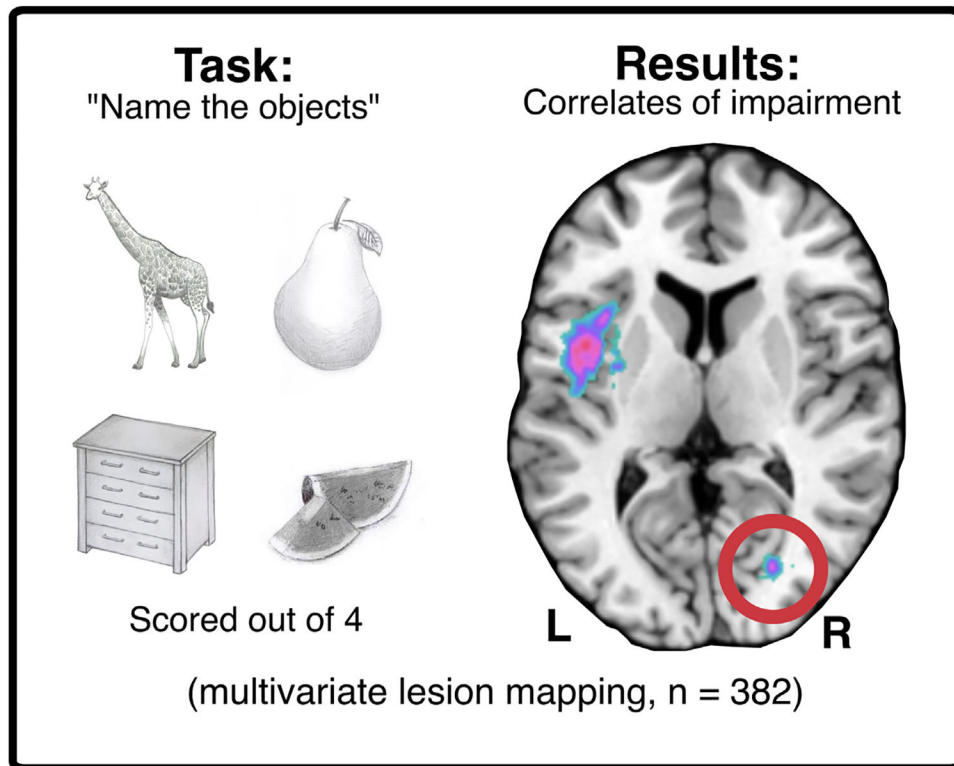 Task:
"Name the objects"
Scored out of 4
Results:
Correlates of impairment
L
R
(multivariate lesion mapping, n = 382)